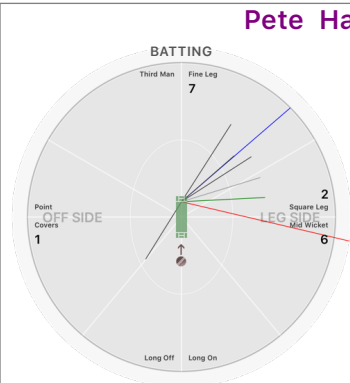 Pete Ha
BATTING
Third Man Fine Leg
7
Point 2
OFF SIDE LEG SIDE Square Leg
Covers Mid Wicket
1 6
Long Off Long On